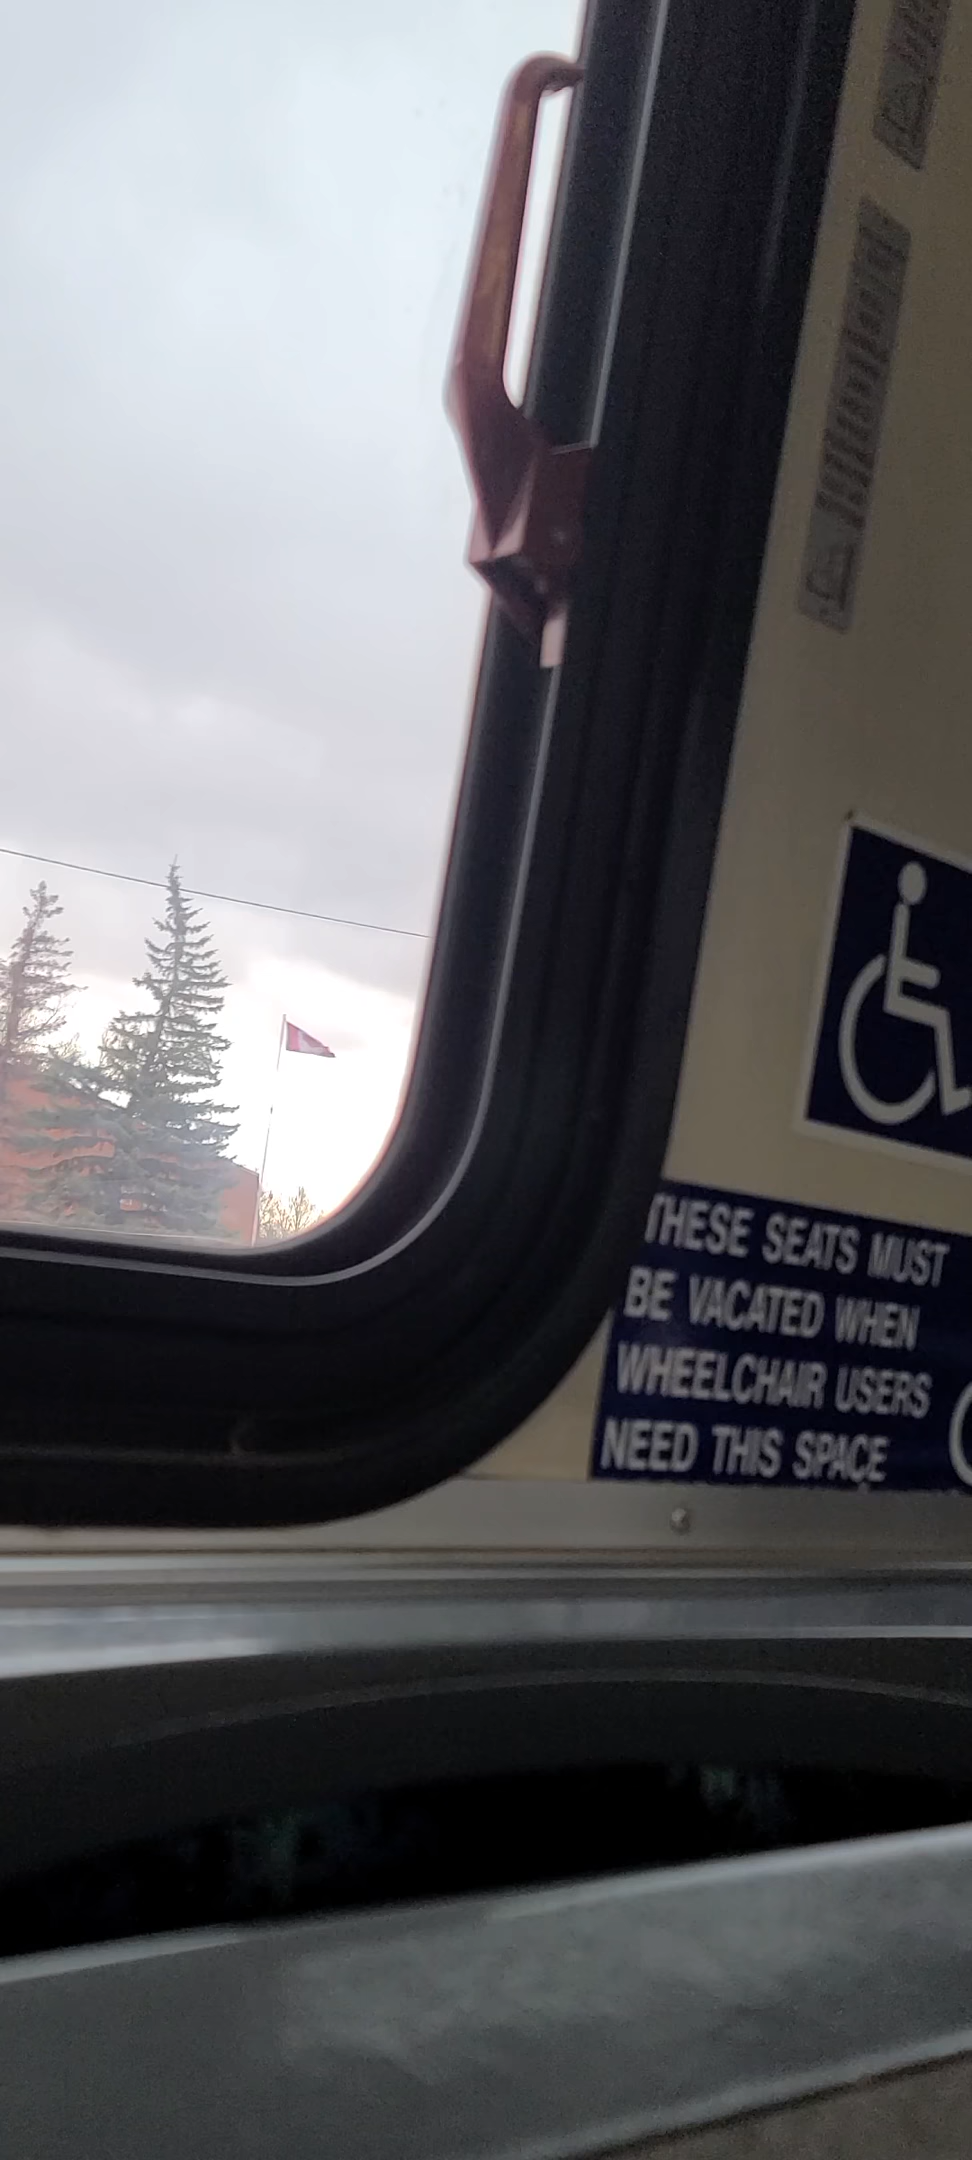 THESE SEATS MUST
BE VACATED WHEN
WHEELCHAIR USERS
NEED THIS SPACE